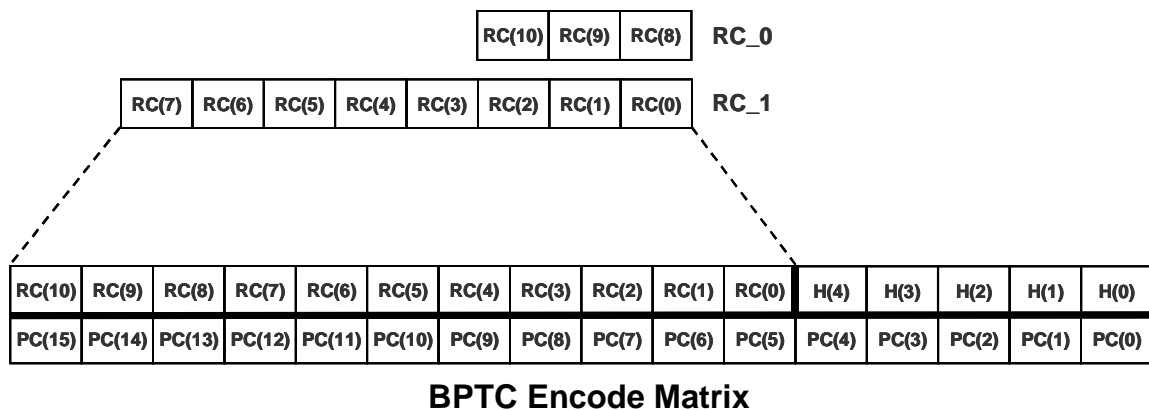 RC(10) RC(9) RC(8) RC_0
RC(7) RC(6) RC(5) RC(4) RC(3) RC(2) RC(1) RC(0) RC_1
RC(10) RC(9) RC(8) RC(7) RC(6) RC(5) RC(4) RC(3) RC(2) RC(1) RC(0) H(4) H(3) H(2) H(1) H(0)
PC(15) PC(14) PC(13) PC(12) PC(11) PC(10) PC(9) PC(8) PC(7) PC(6) PC(5) PC(4) PC(3) PC(2) PC(1) PC(0)
BPTC Encode Matrix